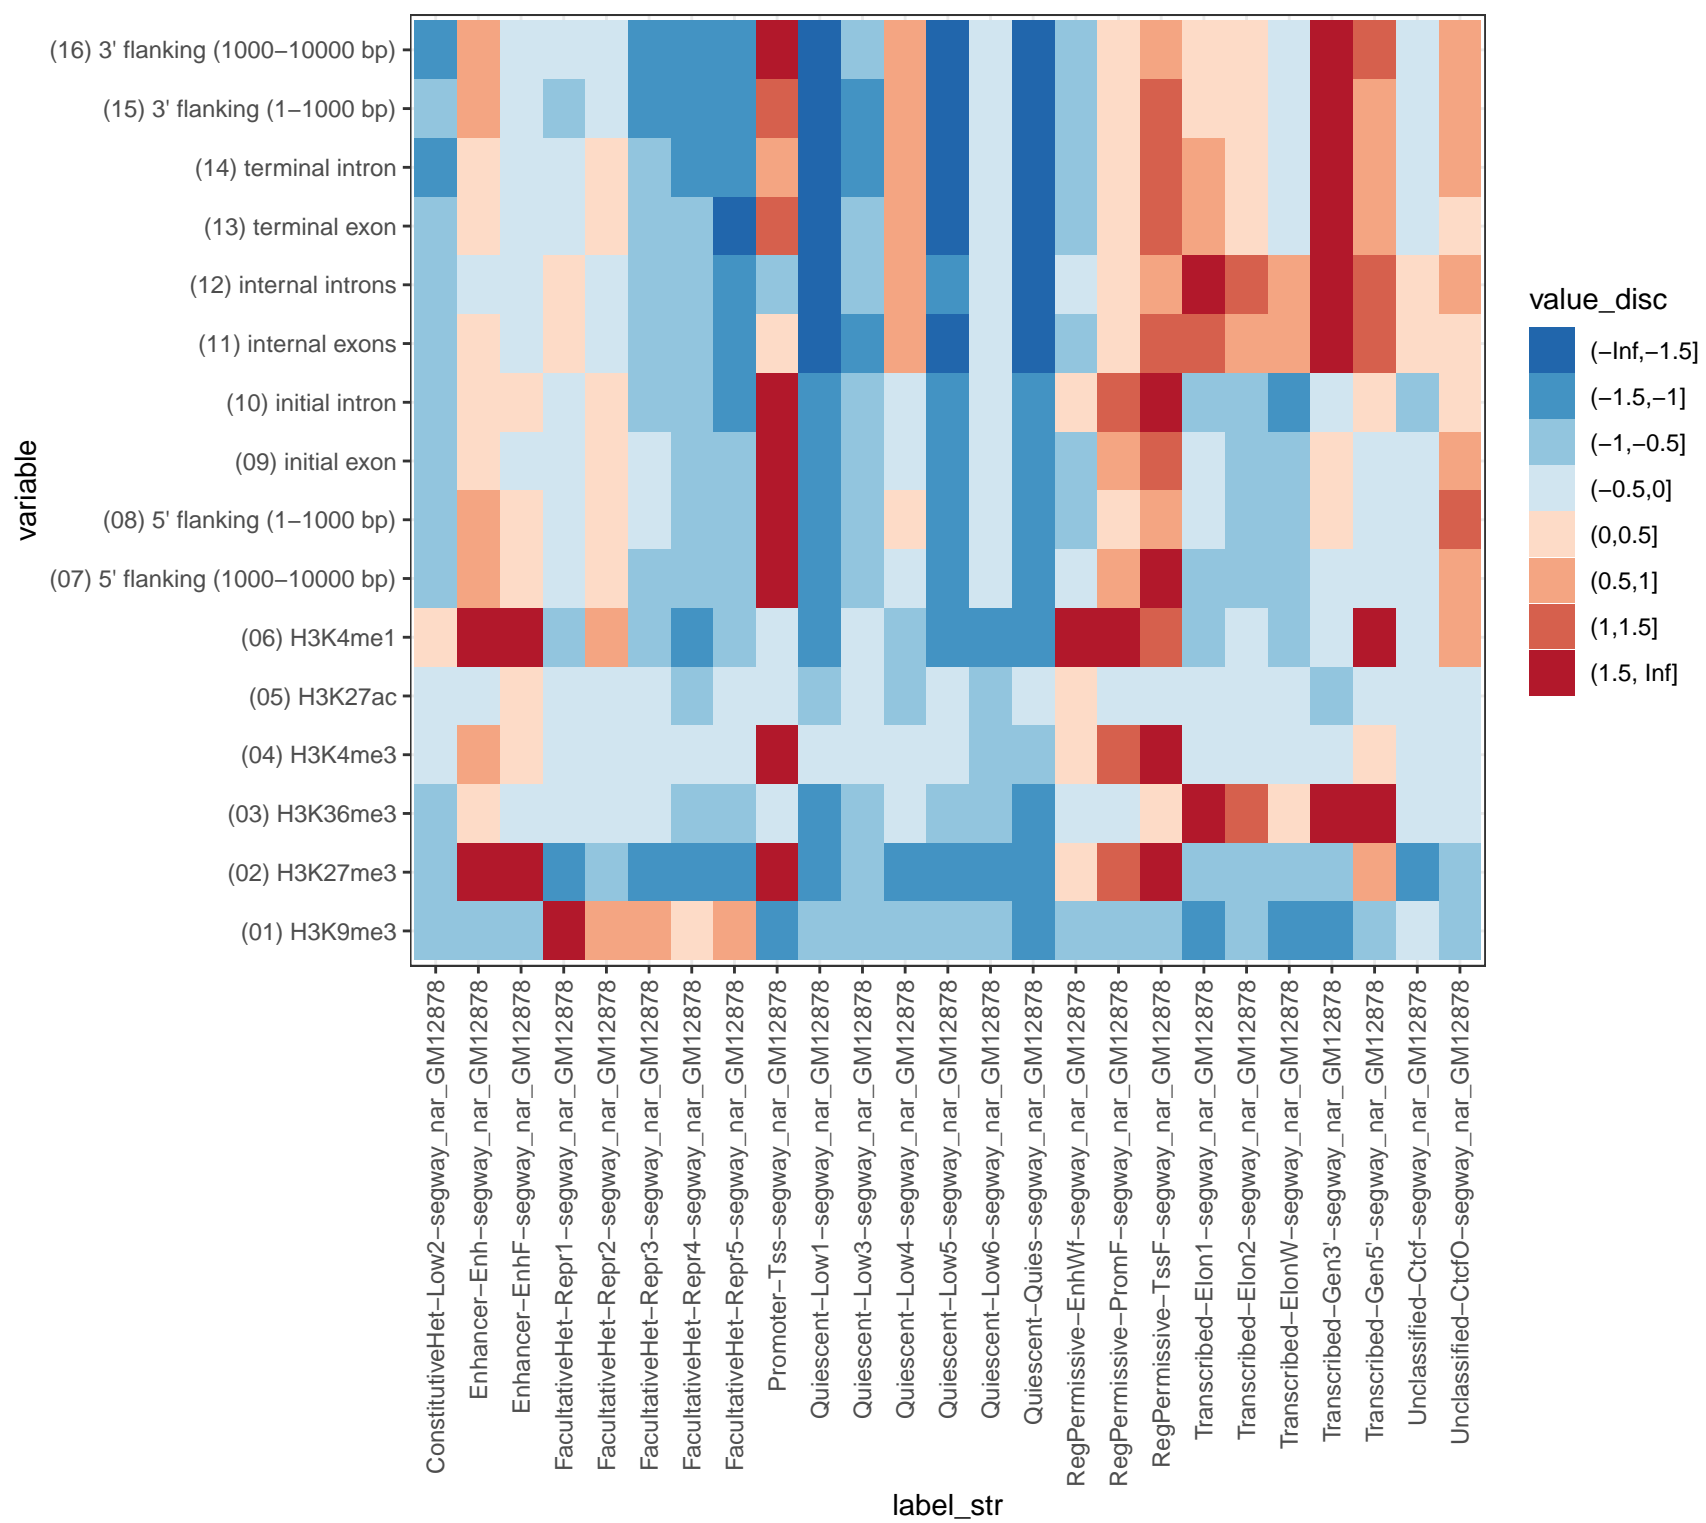 variable
(16) 3' flanking (1000−10000 bp)
(15) 3' flanking (1−1000 bp)
(14) terminal intron
(13) terminal exon
(12) internal introns
(11) internal exons
(10) initial intron
(09) initial exon
(08) 5' flanking (1−1000 bp)
(07) 5' flanking (1000−10000 bp)
(06) H3K4me1
(05) H3K27ac
(04) H3K4me3
(03) H3K36me3
(02) H3K27me3
(01) H3K9me3
ConstitutiveHet−Low2−segway_nar_GM12878
Enhancer−Enh−segway_nar_GM12878
Enhancer−EnhF−segway_nar_GM12878
FacultativeHet−Repr1−segway_nar_GM12878
FacultativeHet−Repr2−segway_nar_GM12878
FacultativeHet−Repr3−segway_nar_GM12878
FacultativeHet−Repr4−segway_nar_GM12878
FacultativeHet−Repr5−segway_nar_GM12878
Promoter−Tss−segway_nar_GM12878
Quiescent−Low1−segway_nar_GM12878
Quiescent−Low3−segway_nar_GM12878
Quiescent−Low4−segway_nar_GM12878
Quiescent−Low5−segway_nar_GM12878
Quiescent−Low6−segway_nar_GM12878
Quiescent−Quies−segway_nar_GM12878
RegPermissive−EnhWf−segway_nar_GM12878
RegPermissive−PromF−segway_nar_GM12878
RegPermissive−TssF−segway_nar_GM12878
Transcribed−Elon1−segway_nar_GM12878
Transcribed−Elon2−segway_nar_GM12878
Transcribed−ElonW−segway_nar_GM12878
Transcribed−Gen3'−segway_nar_GM12878
Transcribed−Gen5'−segway_nar_GM12878
Unclassified−Ctcf−segway_nar_GM12878
Unclassified−CtcfO−segway_nar_GM12878
label_str
value_disc
(−Inf,−1.5]
(−1.5,−1]
(−1,−0.5]
(−0.5,0]
(0,0.5]
(0.5,1]
(1,1.5]
(1.5, Inf]